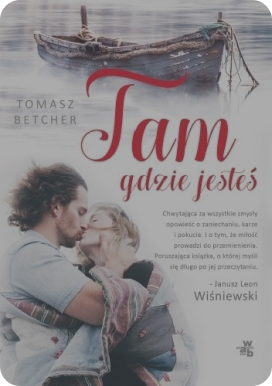 TOMASZ
BETCHER
Tam
gdzie jesteś
Chwytająca za wszystkie zmysły
opowieść o zaniechaniu, karze
i pokucie. I o tym, że miłość
prowadzi do przemienienia.
Poruszająca książka, o której myśli
się długo po jej przeczytaniu.
- Janusz Leon
Wiśniewski
w
b